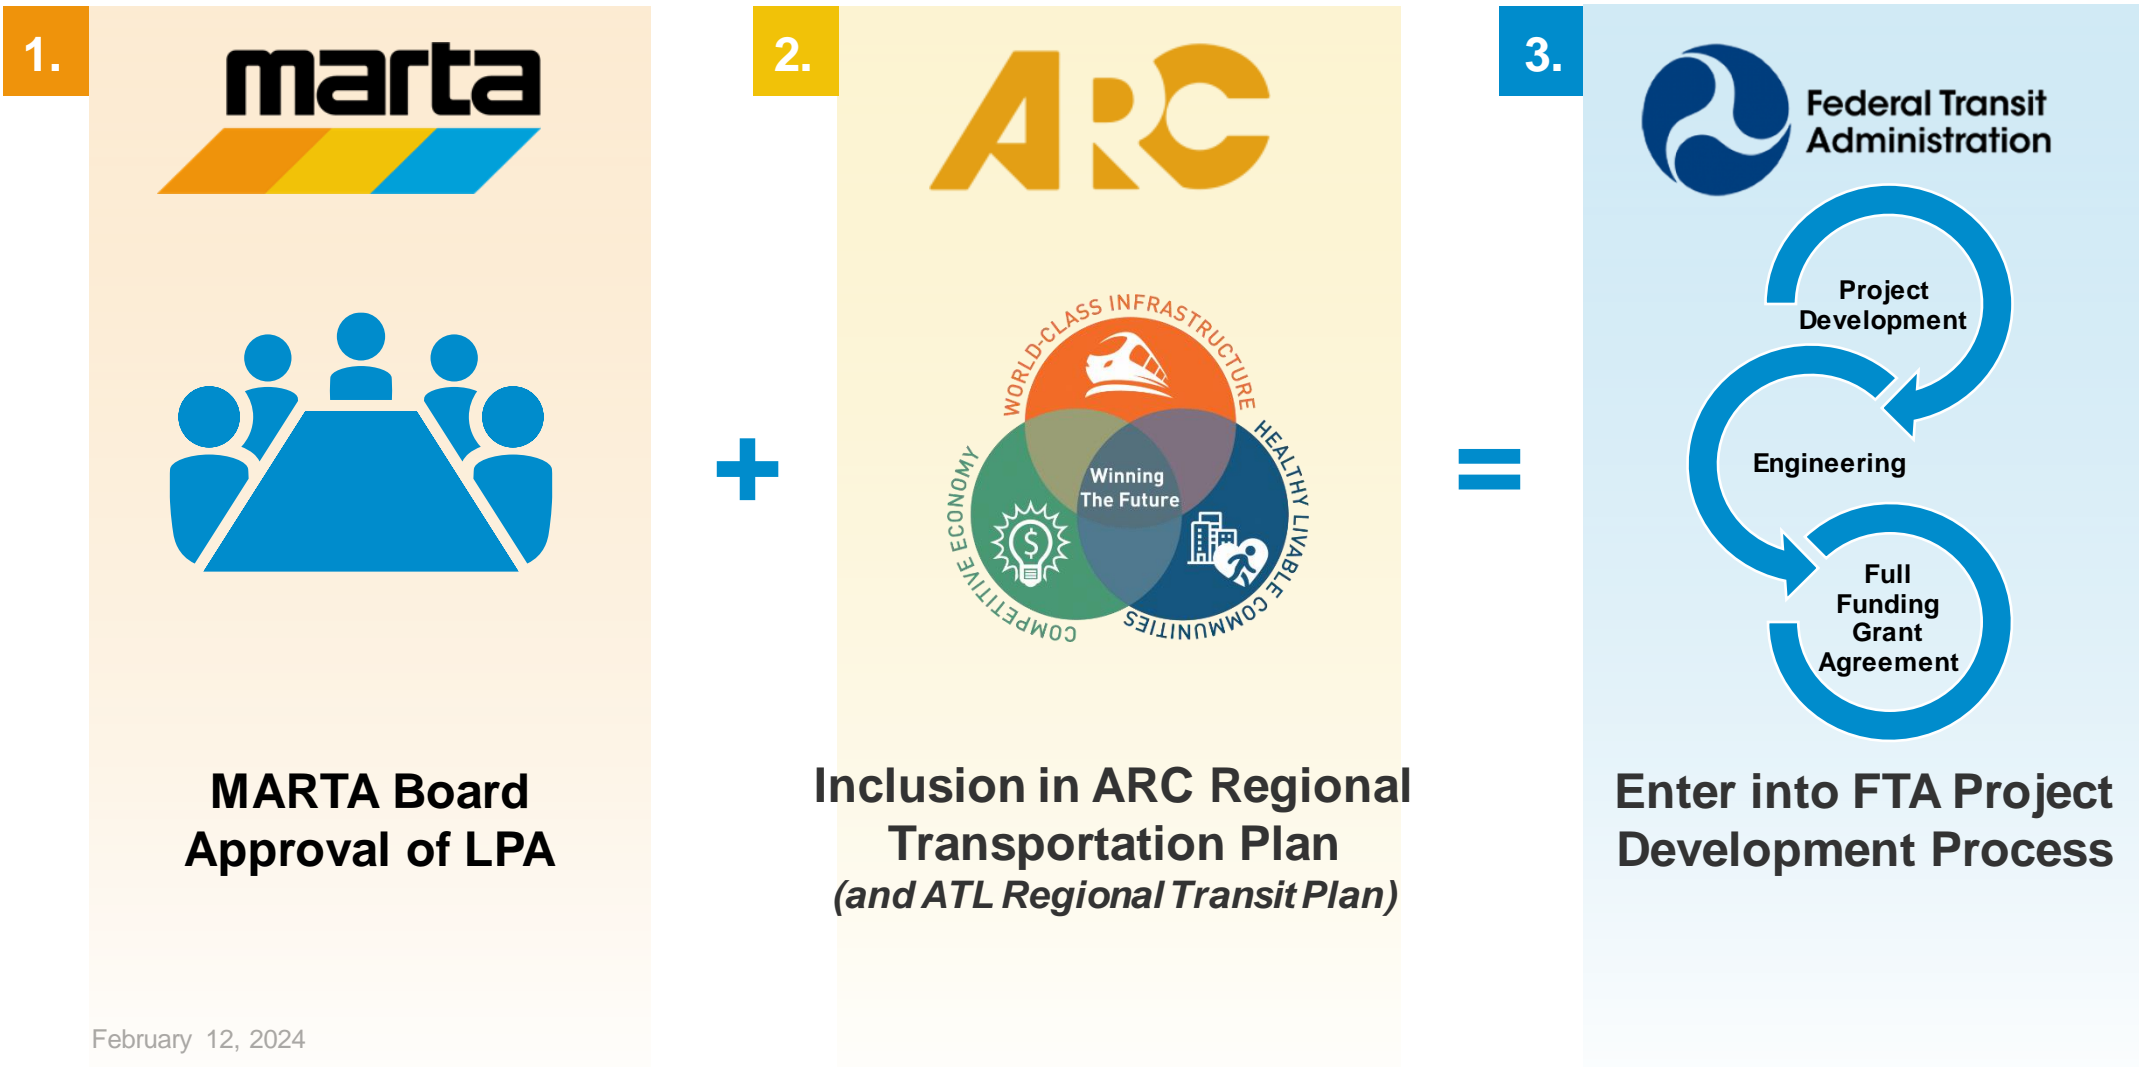 1.
marta
MARTA Board
Approval of LPA
February 12, 2024
+
2.
ARC
WORLD-CLASS INFRASTRUCTURE
HEALTHY LIVABLE COMMUNITIES
COMPETITIVE ECONOMY
Winning
The Future
$
Inclusion in ARC Regional
Transportation Plan
(and ATL Regional Transit Plan)
=
3.
Federal Transit
Administration
Project
Development
Engineering
Full
Funding
Grant
Agreement
Enter into FTA Project
Development Process